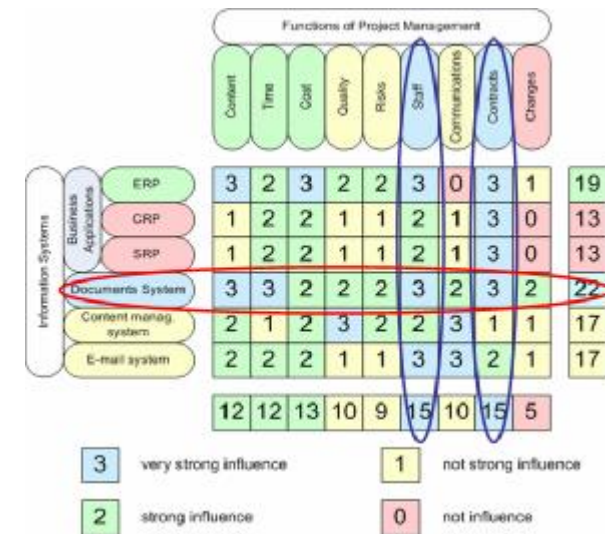 Functions of Project Management
Content
Time
Cost
Quality
Risks
Staff
Communications
Contracts
Changes
Information Systems
Business
Applications
ERP 3 2 3 2 2 3 0 3 1 19
CRP 1 2 2 1 1 2 1 3 0 13
SRP 1 2 2 1 1 2 1 3 0 13
Documents System 3 3 2 2 2 3 2 3 2 22
Content manag.
system 2 1 2 3 2 2 3 1 1 17
E-mail system 2 2 2 1 1 3 3 2 1 17
12 12 13 10 9 15 10 15 5
3 very strong influence
1 not strong influence
2 strong influence
0 not influence